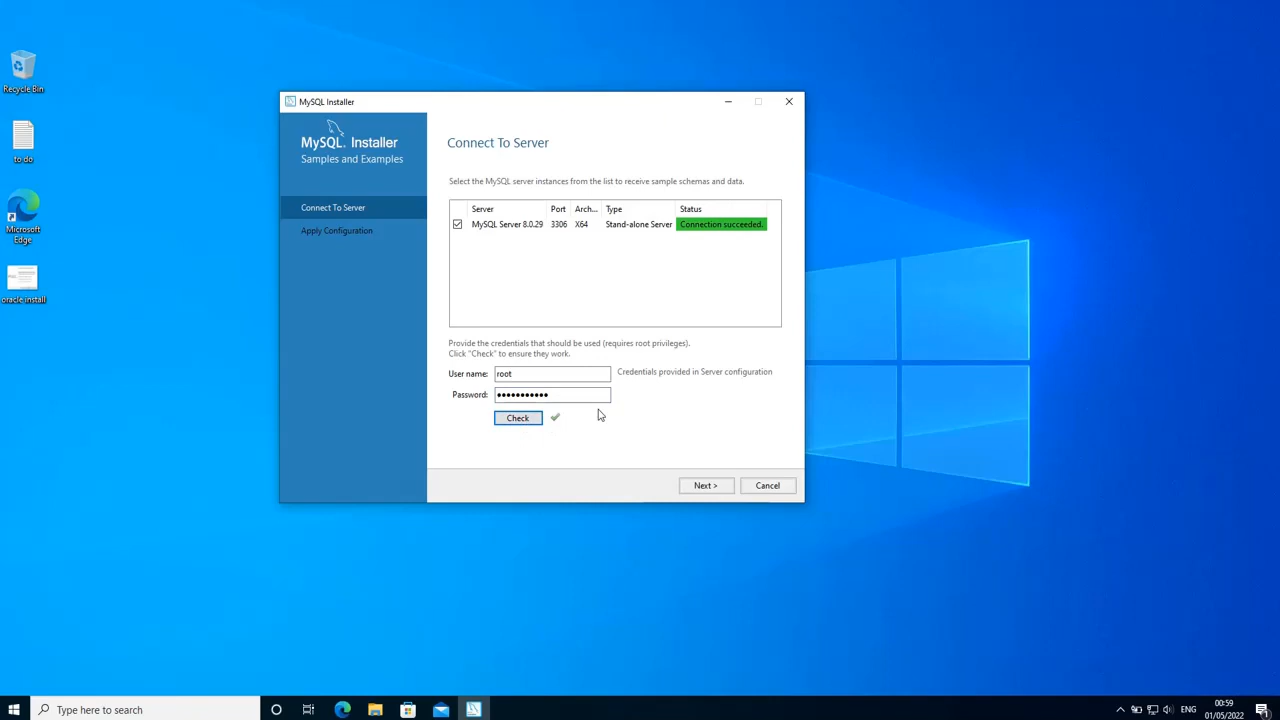 Recycle Bin
to do
Microsoft
Edge
oracle install
MySQL Installer
MySQL. Installer
Samples and Examples
Connect To Server
Apply Configuration
Connect To Server
Select the MySQL server instances from the list to receive sample schemas and data.
Server Port Arch... Type Status
MySQL Server 8.0.29 3306 X64 Stand-alone Server Connection succeeded.
Provide the credentials that should be used (requires root privileges).
Click "Check" to ensure they work.
User name: root Credentials provided in Server configuration
Password: •••••••••••
Check
Next > Cancel
Type here to search
ENG
00:59
01/05/2022